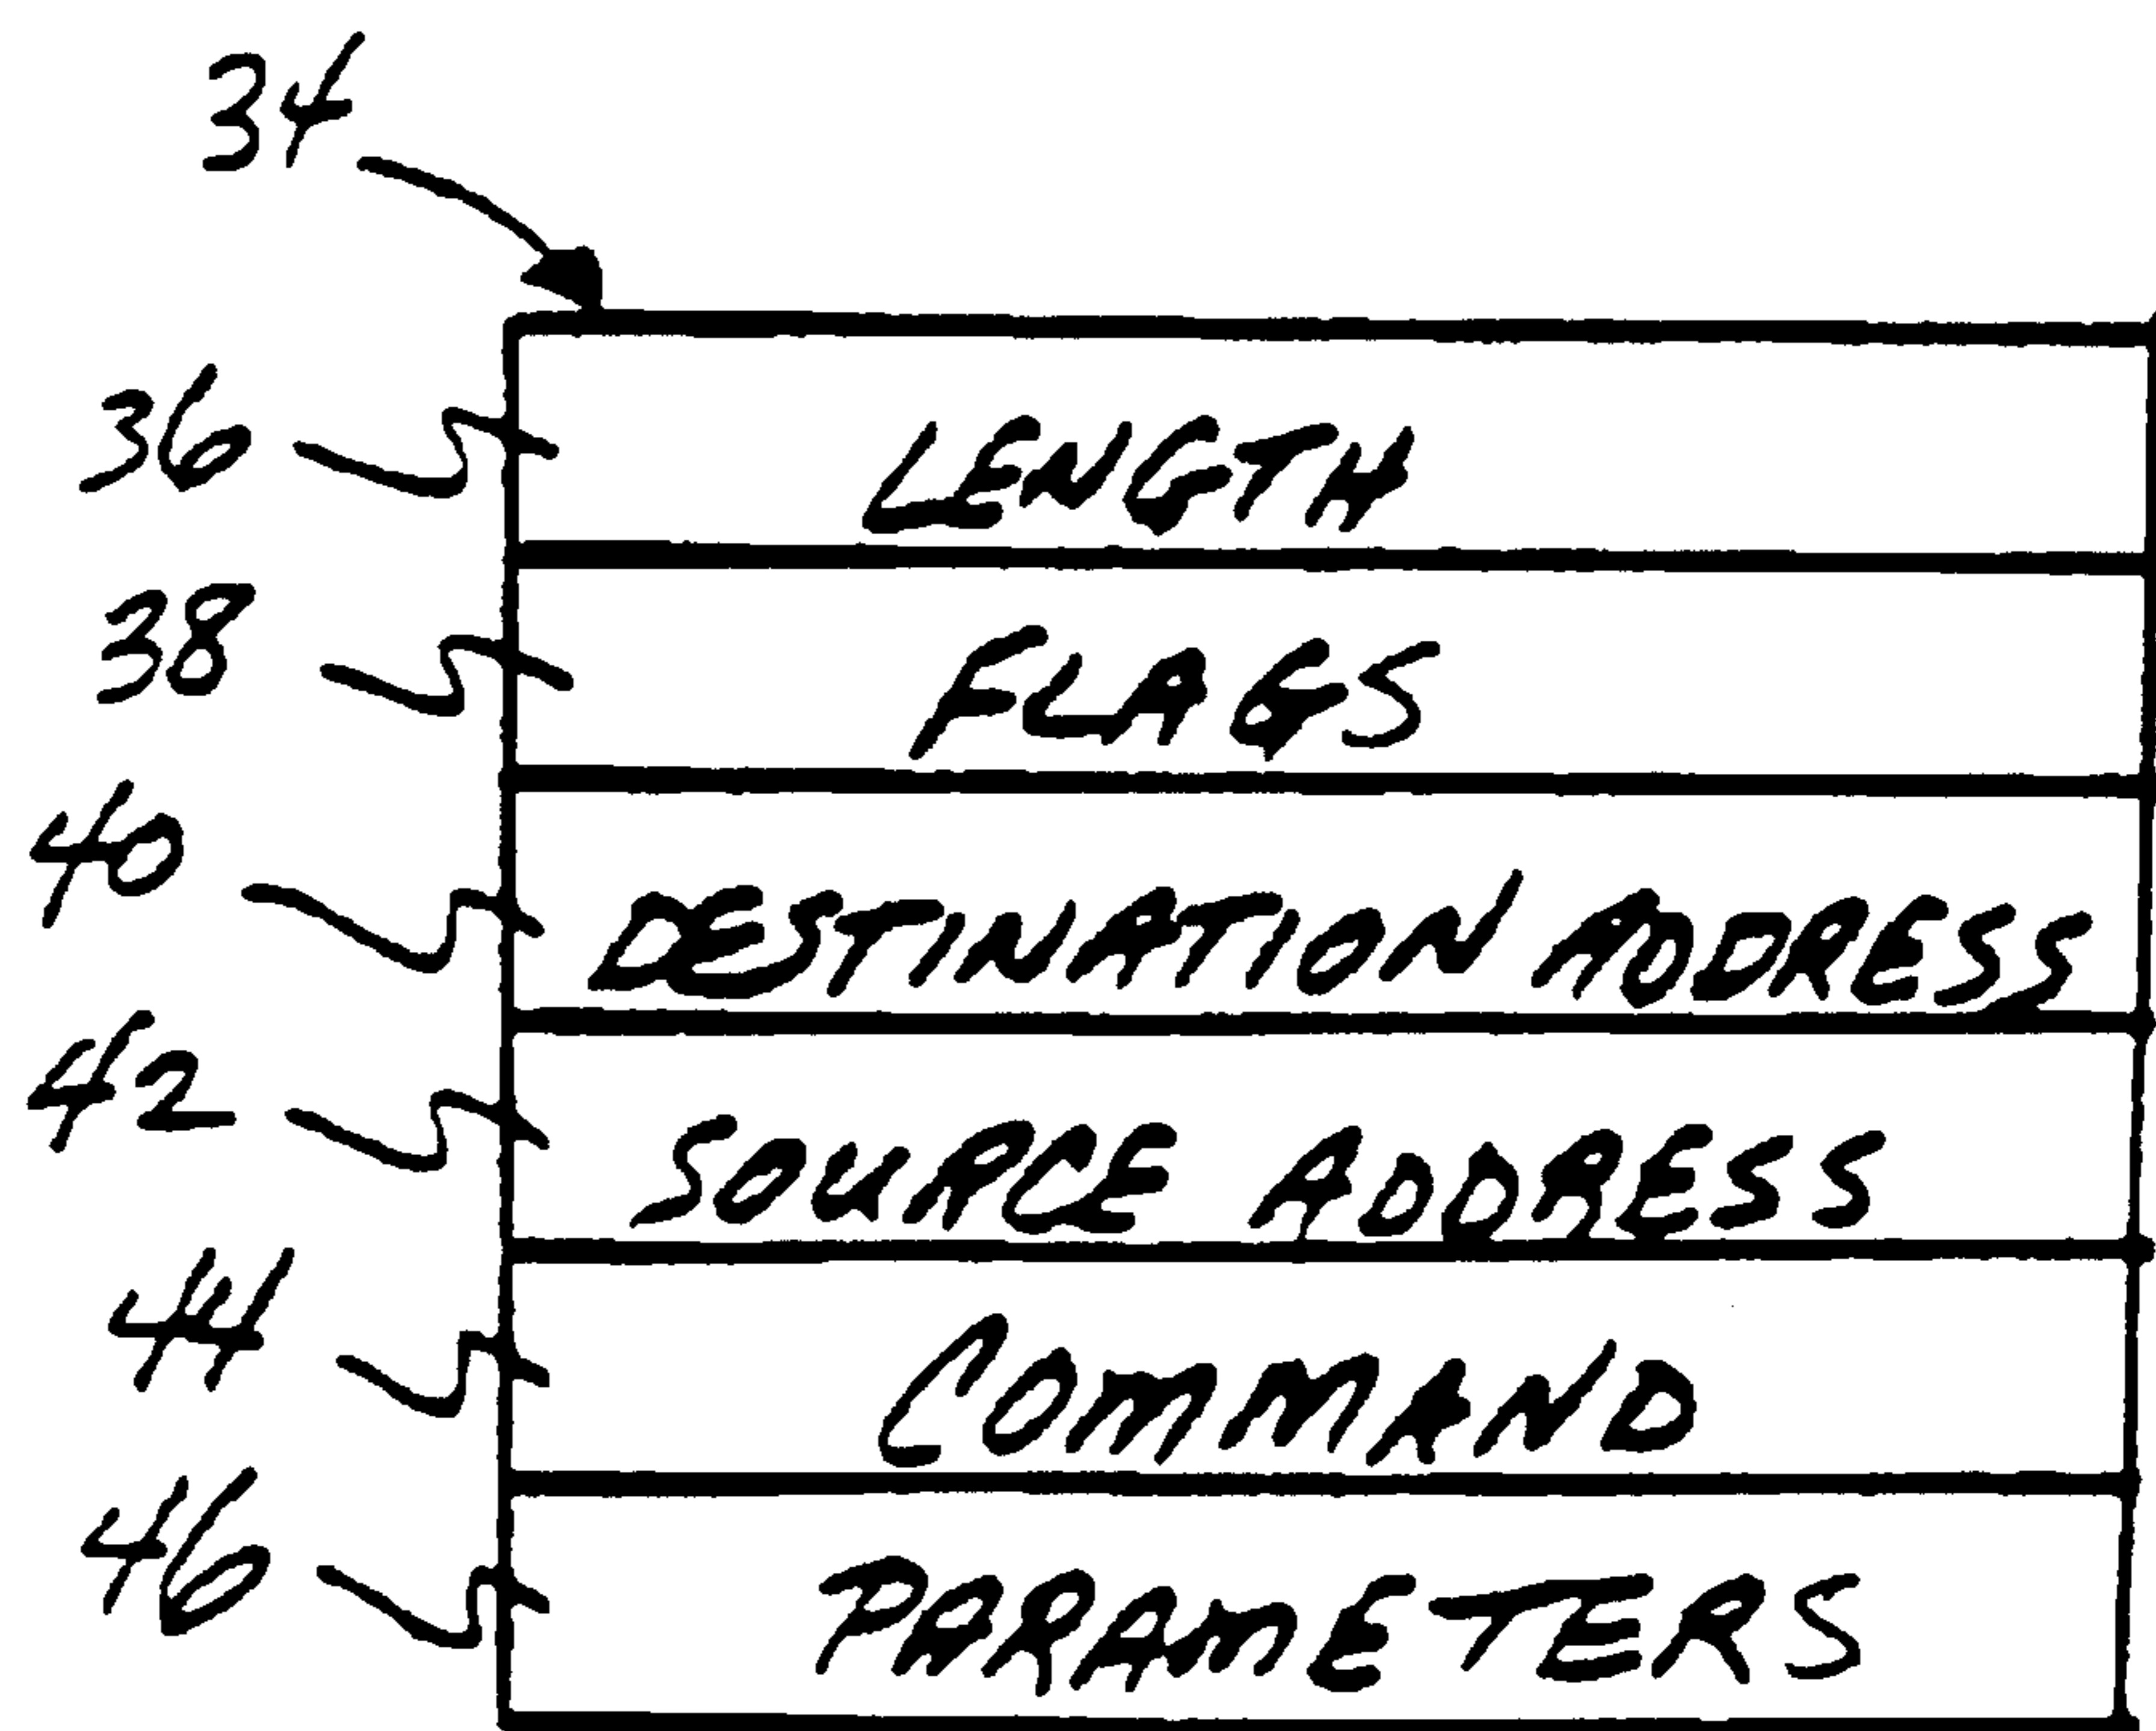 34
36 LENGTH
38 FLAGS
40 DESTINATION ADDRESS
42 SOURCE ADDRESS
44 COMMAND
46 PARAMETERS